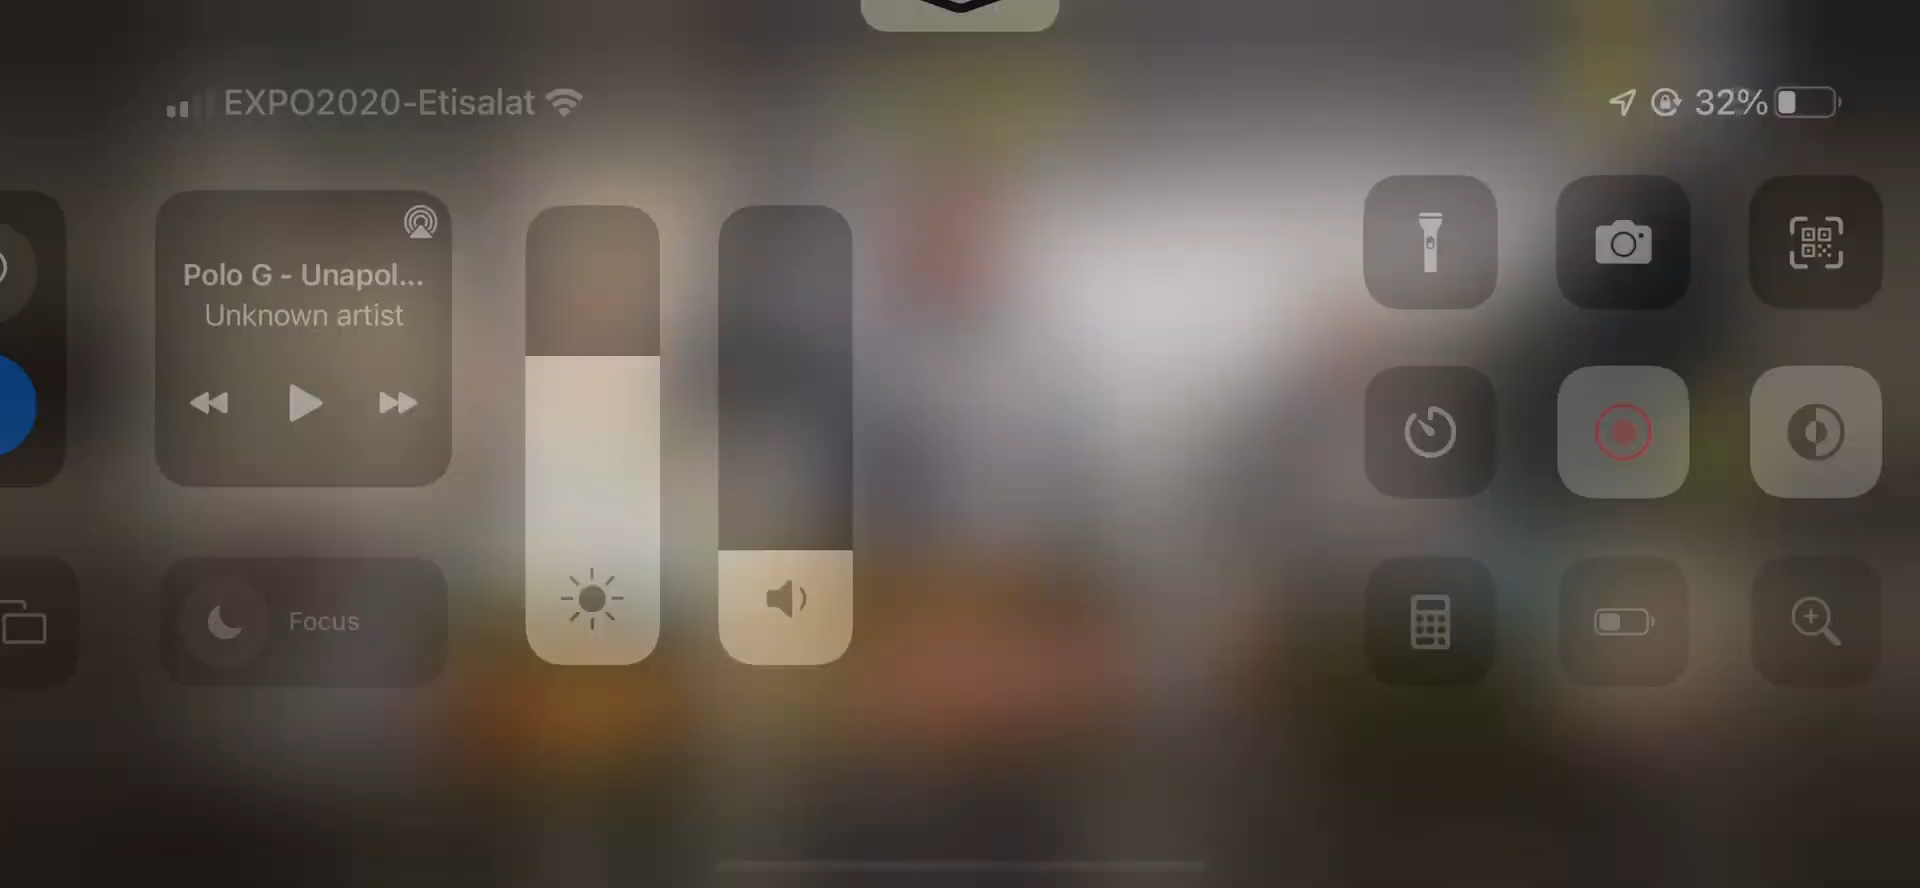 EXPO2020-Etisalat
32%
Polo G - Unapol...
Unknown artist
Focus